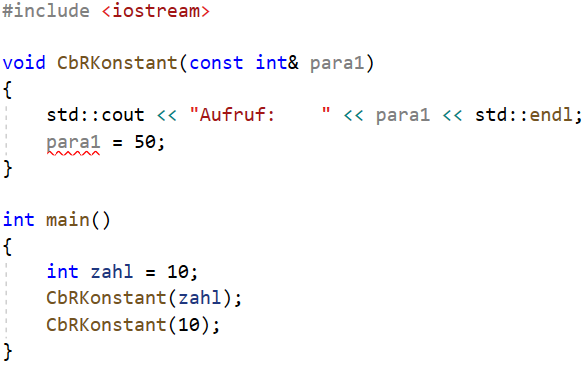 #include <iostream>
void CbRKonstant(const int& para1)
{
    std::cout << "Aufruf:    " << para1 << std::endl;
    para1 = 50;
}
int main()
{
    int zahl = 10;
    CbRKonstant(zahl);
    CbRKonstant(10);
}